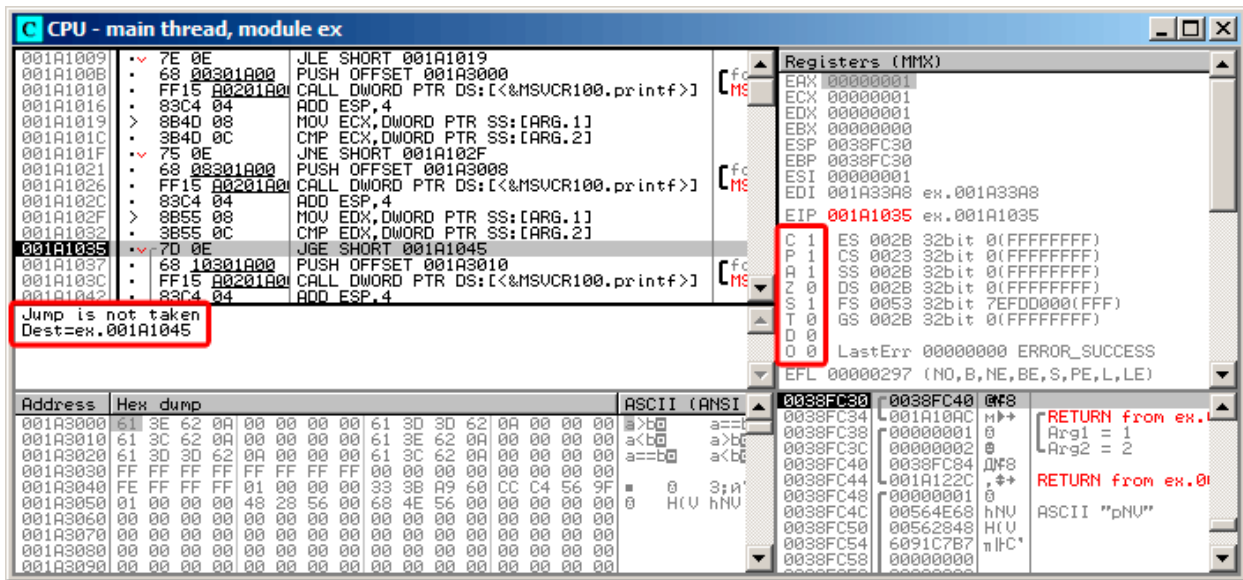 CPU - main thread, module ex
001A1009 7E 0E JLE SHORT 001A1019
001A100B 68 00301A00 PUSH OFFSET 001A3000
001A1010 FF15 A0201A0 CALL DWORD PTR DS:[<&MSVCR100.printf>]
001A1016 83C4 04 ADD ESP,4
001A1019 > 8B4D 08 MOV ECX,DWORD PTR SS:[ARG.1]
001A101C 3B4D 0C CMP ECX,DWORD PTR SS:[ARG.2]
001A101F 75 0E JNE SHORT 001A102F
001A1021 68 08301A00 PUSH OFFSET 001A3008
001A1026 FF15 A0201A0 CALL DWORD PTR DS:[<&MSVCR100.printf>]
001A102C 83C4 04 ADD ESP,4
001A102F > 8B55 08 MOV EDX,DWORD PTR SS:[ARG.1]
001A1032 3B55 0C CMP EDX,DWORD PTR SS:[ARG.2]
001A1035 7D 0E JGE SHORT 001A1045
001A1037 68 10301A00 PUSH OFFSET 001A3010
001A103C FF15 A0201A0 CALL DWORD PTR DS:[<&MSVCR100.printf>]
001A1042 83C4 04 ADD ESP,4
Jump is not taken
Dest=ex.001A1045
Registers (MMX)
EAX 00000001
ECX 00000001
EDX 00000001
EBX 00000000
ESP 0038FC30
EBP 0038FC30
ESI 00000001
EDI 001A33A8 ex.001A33A8
EIP 001A1035 ex.001A1035
C 1 ES 002B 32bit 0(FFFFFFFF)
P 1 CS 0023 32bit 0(FFFFFFFF)
A 1 SS 002B 32bit 0(FFFFFFFF)
Z 0 DS 002B 32bit 0(FFFFFFFF)
S 1 FS 0053 32bit 7EFDD000(FFF)
T 0 GS 002B 32bit 0(FFFFFFFF)
D 0
O 0 LastErr 00000000 ERROR_SUCCESS
EFL 00000297 (NO,B,NE,BE,S,PE,L,LE)
Address Hex dump ASCII (ANSI
001A3000 61 3E 62 0A 00 00 00 00 61 3D 3D 62 0A 00 00 00 a>b a==b
001A3010 61 3C 62 0A 00 00 00 00 61 3E 62 0A 00 00 00 00 a<b a>b
001A3020 61 3D 3D 62 0A 00 00 00 61 3C 62 0A 00 00 00 00 a==b a<b
001A3030 FF FF FF FF FF FF FF FF 00 00 00 00 00 00 00 00
001A3040 FE FF FF FF 01 00 00 00 33 3B A9 60 CC C4 56 9F
001A3050 01 00 00 00 48 28 56 00 68 4E 56 00 00 00 00 00 H(V hNV
001A3060 00 00 00 00 00 00 00 00 00 00 00 00 00 00 00 00
001A3070 00 00 00 00 00 00 00 00 00 00 00 00 00 00 00 00
001A3080 00 00 00 00 00 00 00 00 00 00 00 00 00 00 00 00
001A3090 00 00 00 00 00 00 00 00 00 00 00 00 00 00 00 00
0038FC30 0038FC40
0038FC34 001A10AC RETURN from ex.
0038FC38 00000001 Arg1 = 1
0038FC3C 00000002 Arg2 = 2
0038FC40 0038FC84
0038FC44 001A122C RETURN from ex.0
0038FC48 00000001
0038FC4C 00564E68 hNV ASCII "pNV"
0038FC50 00562848 H(V
0038FC54 6091C7B7
0038FC58 00000000